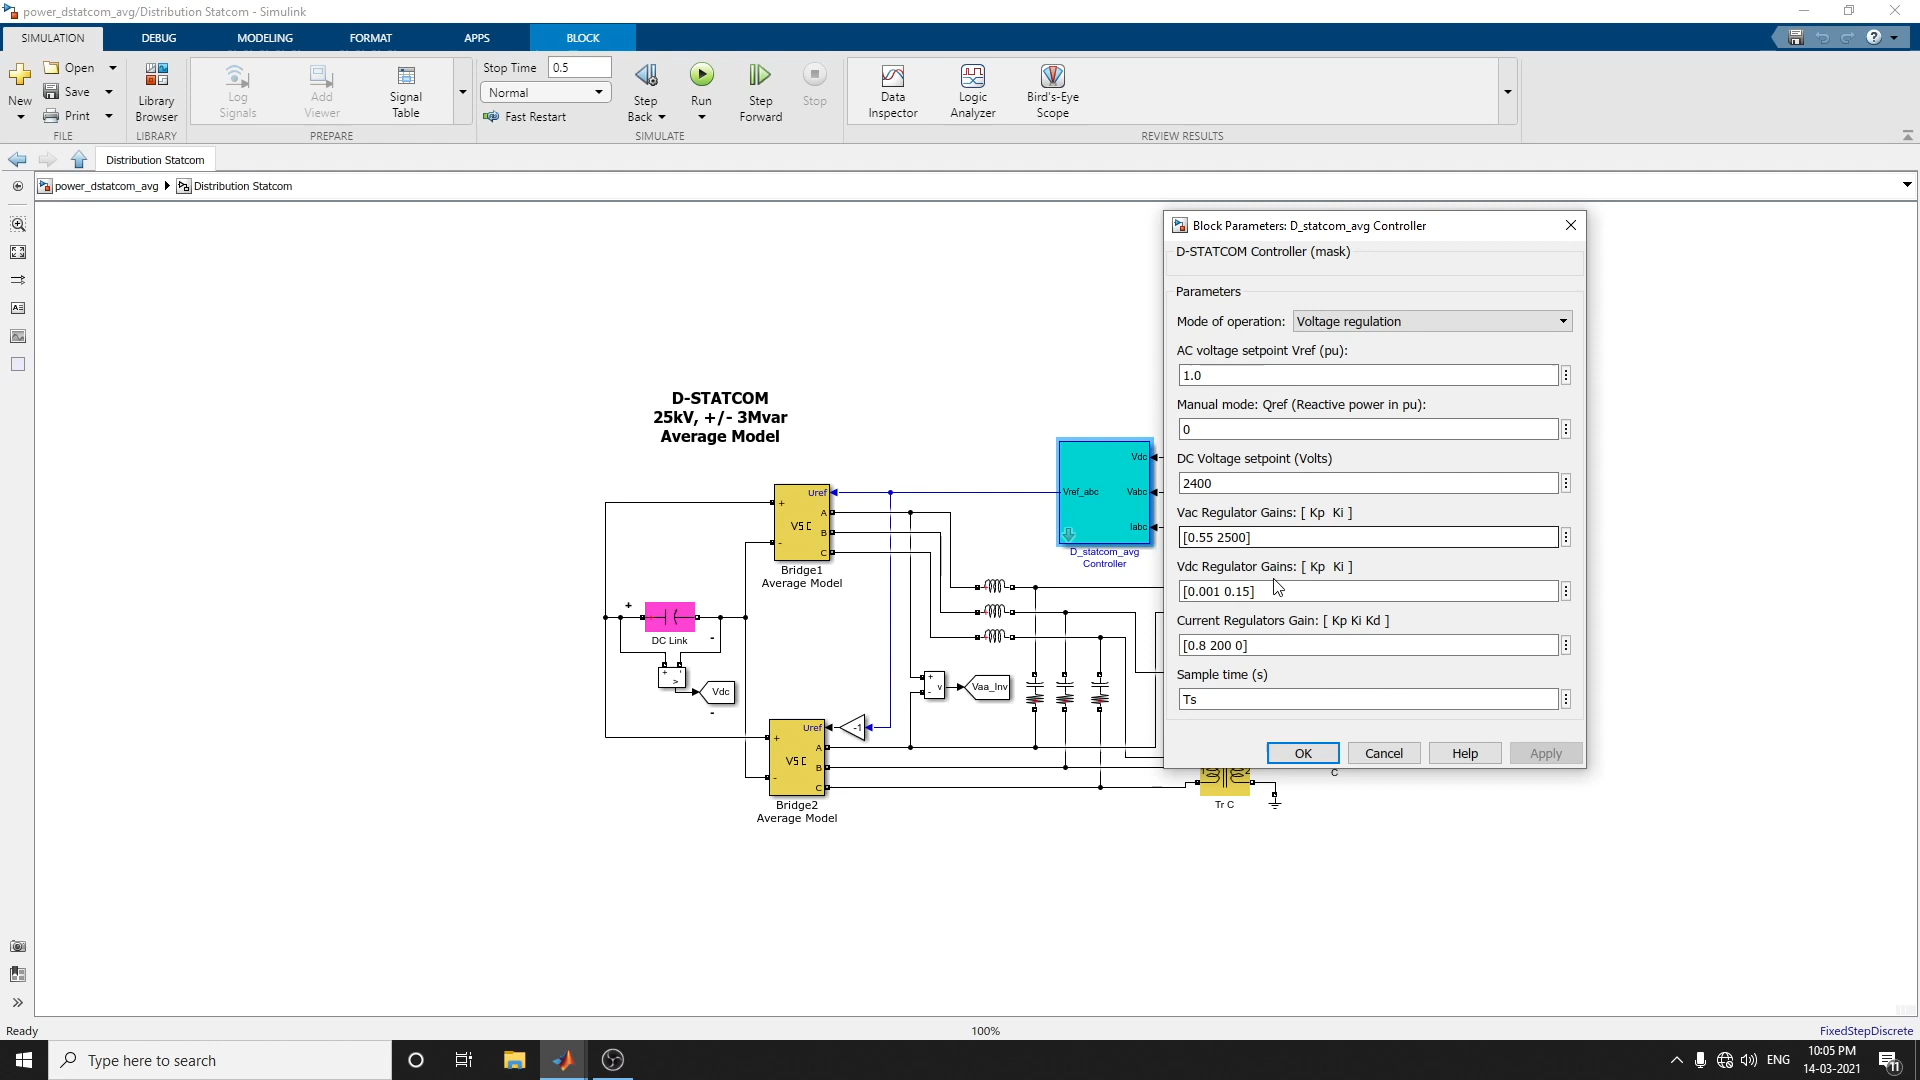 power_dstatcom_avg/Distribution Statcom - Simulink
SIMULATION
DEBUG
MODELING
FORMAT
APPS
BLOCK
New
Open
Save
Print
FILE
Library
Browser
LIBRARY
Log
Signals
Add
Viewer
Signal
Table
PREPARE
Stop Time 0.5
Normal
Fast Restart
Step
Back
Run
Step
Forward
Stop
SIMULATE
Data
Inspector
Logic
Analyzer
Bird's-Eye
Scope
REVIEW RESULTS
Distribution Statcom
power_dstatcom_avg
Distribution Statcom
D-STATCOM
25kV, +/- 3Mvar
Average Model
Uref
+
A
VSC
B
-
C
Bridge1
Average Model
+
DC Link
-
Vdc
-
Uref
-1
+
A
VSC
B
-
C
Bridge2
Average Model
Vaa_Inv
Vdc
Vref_abc
Vabc
Iabc
D_statcom_avg
Controller
Tr C
C
Block Parameters: D_statcom_avg Controller
D-STATCOM Controller (mask)
Parameters
Mode of operation: Voltage regulation
AC voltage setpoint Vref (pu):
1.0
Manual mode: Qref (Reactive power in pu):
0
DC Voltage setpoint (Volts)
2400
Vac Regulator Gains: [ Kp Ki ]
[0.55 2500]
Vdc Regulator Gains: [ Kp Ki ]
[0.001 0.15]
Current Regulators Gain: [ Kp Ki Kd ]
[0.8 200 0]
Sample time (s)
Ts
OK
Cancel
Help
Apply
Ready
100%
FixedStepDiscrete
Type here to search
ENG
10:05 PM
14-03-2021
11